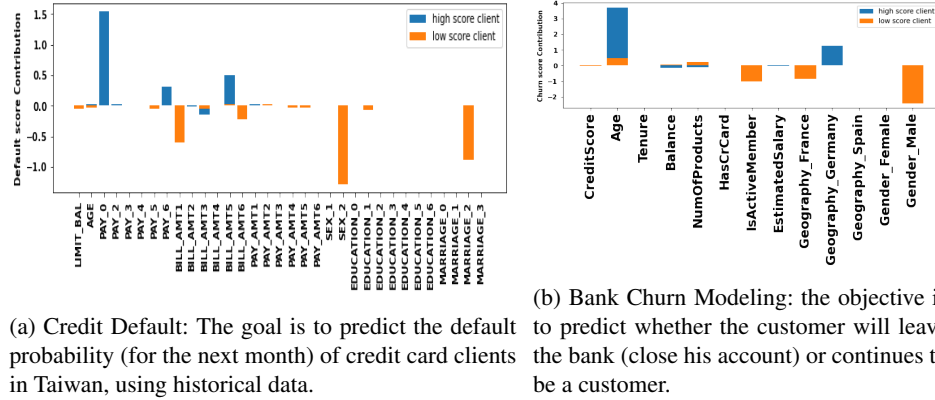 high score client
low score client
Default score Contribution
1.5
1.0
0.5
0.0
−0.5
−1.0
LIMIT_BAL
AGE
PAY_0
PAY_2
PAY_3
PAY_4
PAY_5
PAY_6
BILL_AMT1
BILL_AMT2
BILL_AMT3
BILL_AMT4
BILL_AMT5
BILL_AMT6
PAY_AMT1
PAY_AMT2
PAY_AMT3
PAY_AMT4
PAY_AMT5
PAY_AMT6
SEX_1
SEX_2
EDUCATION_0
EDUCATION_1
EDUCATION_2
EDUCATION_3
EDUCATION_4
EDUCATION_5
EDUCATION_6
MARRIAGE_0
MARRIAGE_1
MARRIAGE_2
MARRIAGE_3
(a) Credit Default: The goal is to predict the default
probability (for the next month) of credit card clients
in Taiwan, using historical data.
high score client
low score client
Churn score Contribution
4
3
2
1
0
−1
−2
CreditScore
Age
Tenure
Balance
NumOfProducts
HasCrCard
IsActiveMember
EstimatedSalary
Geography_France
Geography_Germany
Geography_Spain
Gender_Female
Gender_Male
(b) Bank Churn Modeling: the objective i
to predict whether the customer will leav
the bank (close his account) or continues t
be a customer.